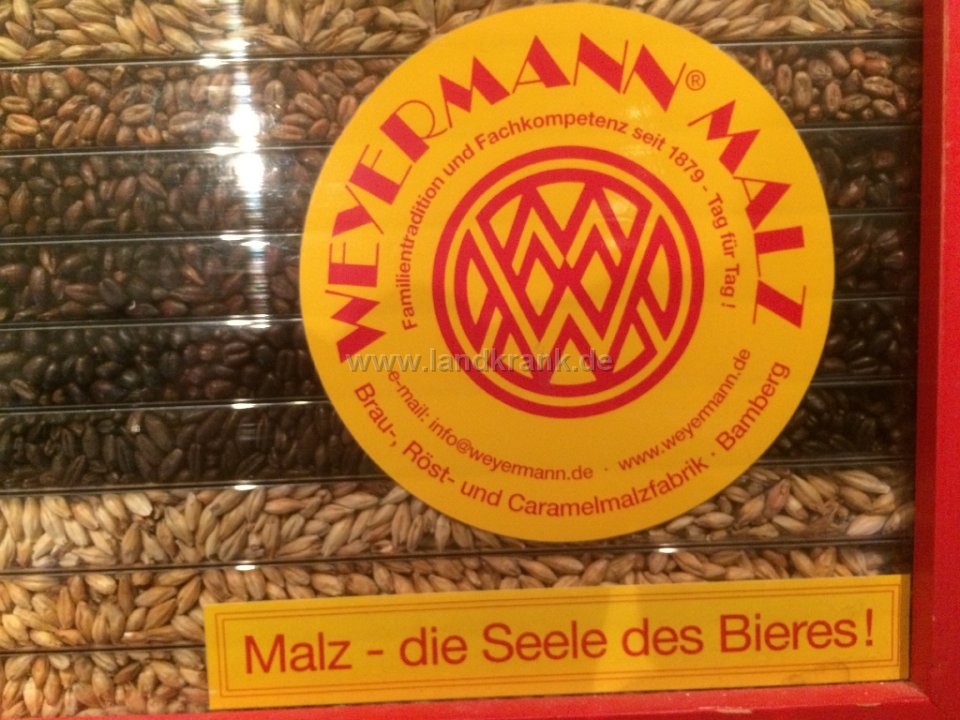 WEYERMANN® MALZ
Familientradition und Fachkompetenz seit 1879 - Tag für Tag !
www.landkrank.de
e-mail: info@weyermann.de · www.weyermann.de
Brau-, Röst- und Caramelmalzfabrik · Bamberg
Malz - die Seele des Bieres !